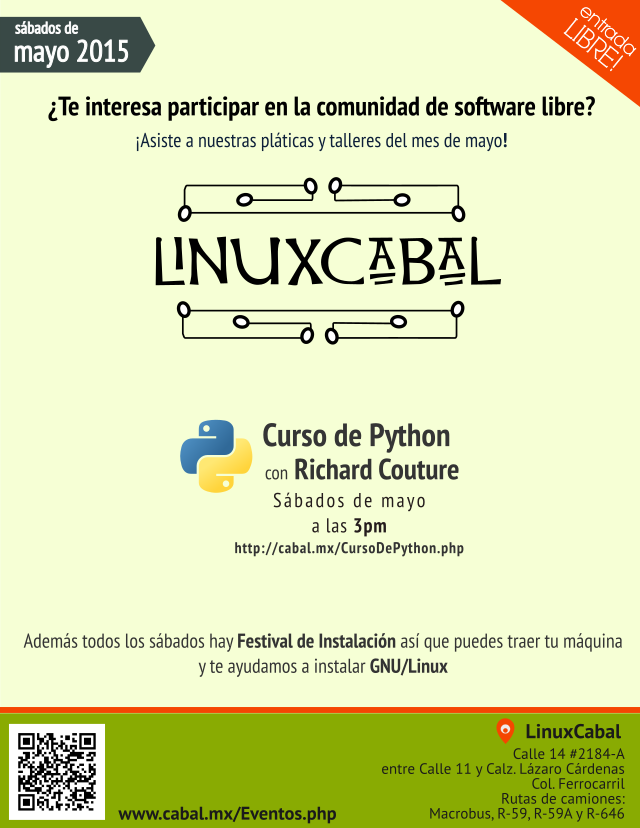 sábados de
mayo 2015
entrada
LIBRE!
¿Te interesa participar en la comunidad de software libre?
¡Asiste a nuestras pláticas y talleres del mes de mayo!
LINUXCABAL
Curso de Python
con Richard Couture
Sábados de mayo
a las 3pm
http://cabal.mx/CursoDePython.php
Además todos los sábados hay Festival de Instalación así que puedes traer tu máquina
y te ayudamos a instalar GNU/Linux
LinuxCabal
Calle 14 #2184-A
entre Calle 11 y Calz. Lázaro Cárdenas
Col. Ferrocarril
Rutas de camiones:
Macrobus, R-59, R-59A y R-646
www.cabal.mx/Eventos.php